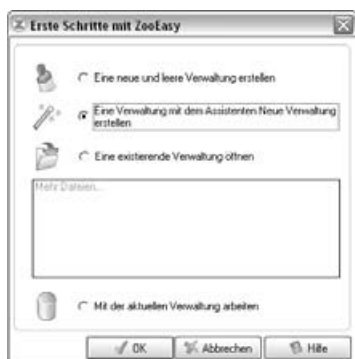 Erste Schritte mit ZooEasy
Eine neue und leere Verwaltung erstellen
Eine Verwaltung mit dem Assistenten Neue Verwaltung
erstellen
Eine existierende Verwaltung öffnen
Mehr Dateien...
Mit der aktuellen Verwaltung arbeiten
OK
Abbrechen
Hilfe